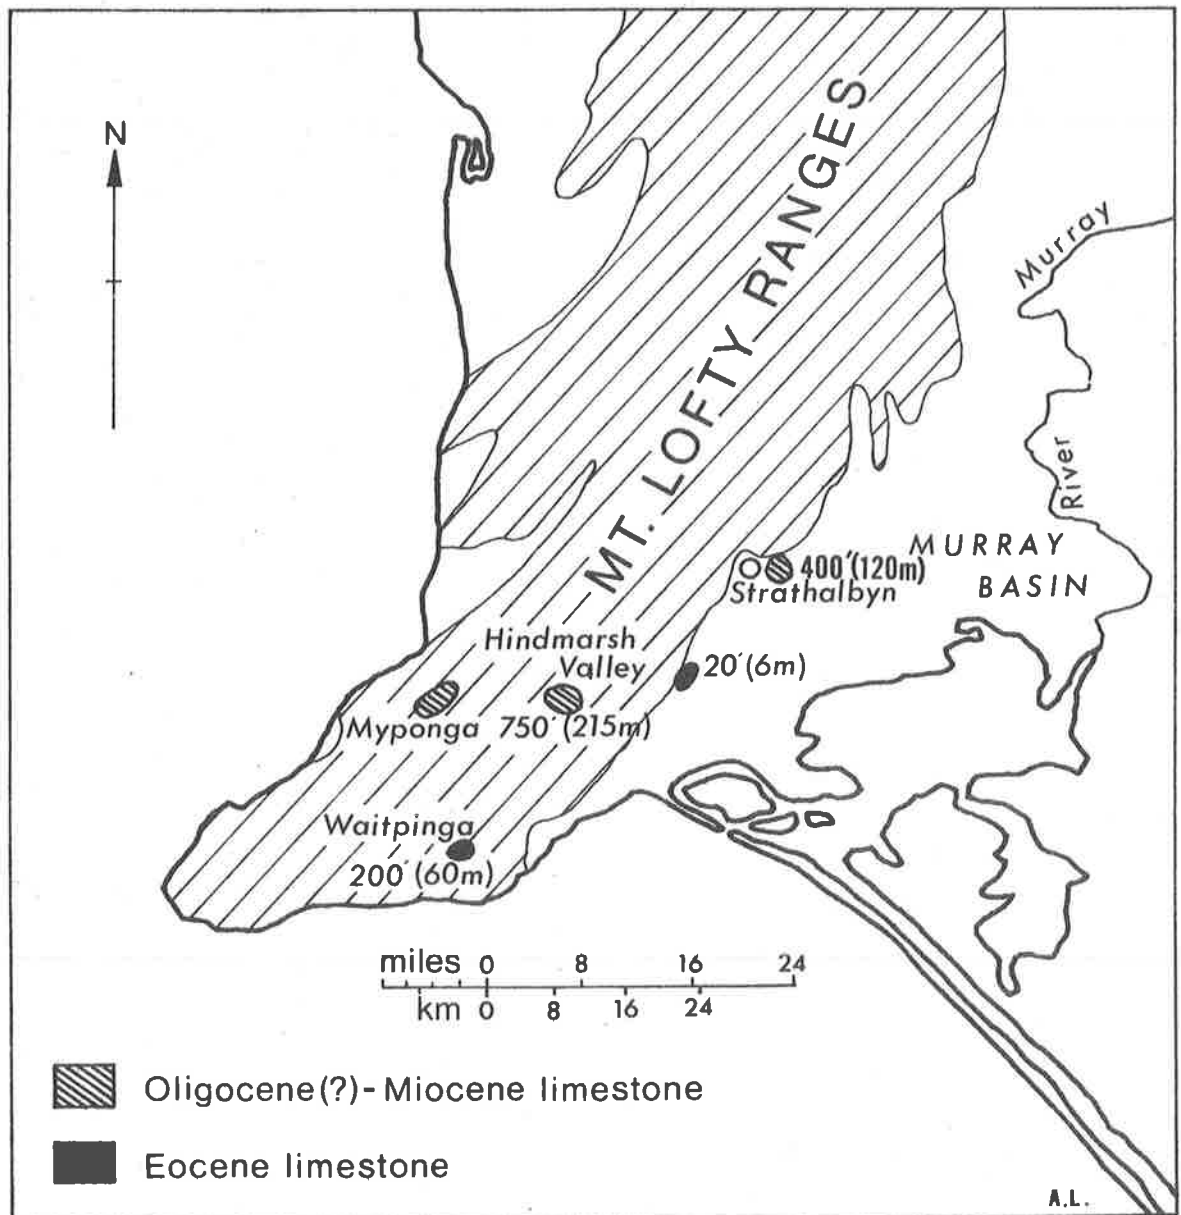 N
MT. LOFTY RANGES
Murray
River
MURRAY
BASIN
400′(120m)
Strathalbyn
Hindmarsh
Valley
20′(6m)
Myponga
750′(215m)
Waitpinga
200′(60m)
miles 0 8 16 24
km 0 8 16 24
Oligocene(?)-Miocene limestone
Eocene limestone
A.L.